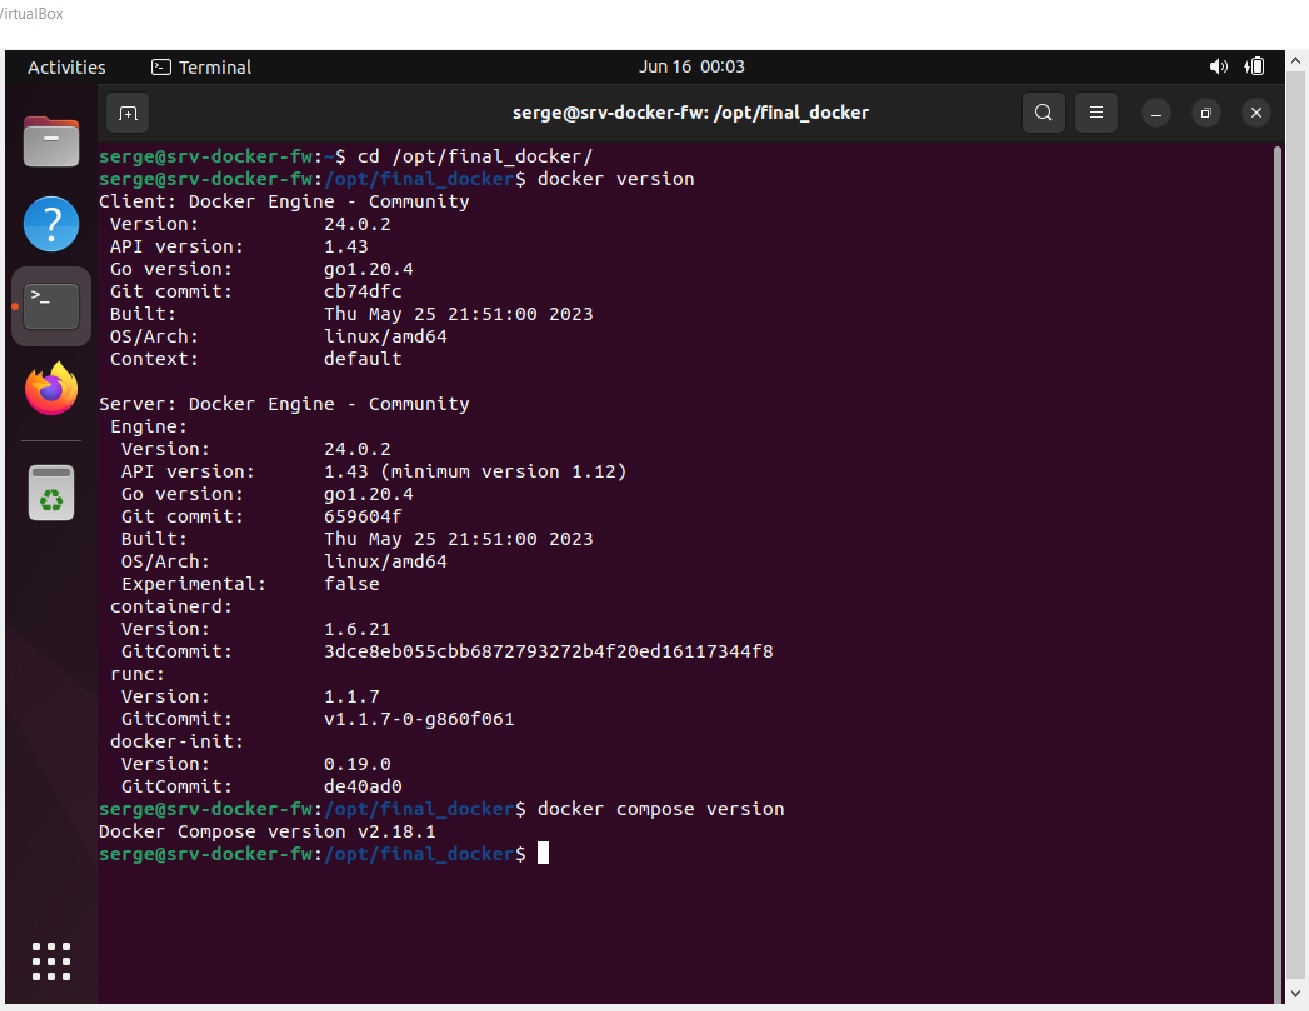 VirtualBox
Activities Terminal Jun 16 00:03
serge@srv-docker-fw: /opt/final_docker
serge@srv-docker-fw:~$ cd /opt/final_docker/
serge@srv-docker-fw:/opt/final_docker$ docker version
Client: Docker Engine - Community
 Version:           24.0.2
 API version:       1.43
 Go version:        go1.20.4
 Git commit:        cb74dfc
 Built:             Thu May 25 21:51:00 2023
 OS/Arch:           linux/amd64
 Context:           default
Server: Docker Engine - Community
 Engine:
  Version:          24.0.2
  API version:      1.43 (minimum version 1.12)
  Go version:       go1.20.4
  Git commit:       659604f
  Built:            Thu May 25 21:51:00 2023
  OS/Arch:          linux/amd64
  Experimental:     false
 containerd:
  Version:          1.6.21
  GitCommit:        3dce8eb055cbb6872793272b4f20ed16117344f8
 runc:
  Version:          1.1.7
  GitCommit:        v1.1.7-0-g860f061
 docker-init:
  Version:          0.19.0
  GitCommit:        de40ad0
serge@srv-docker-fw:/opt/final_docker$ docker compose version
Docker Compose version v2.18.1
serge@srv-docker-fw:/opt/final_docker$